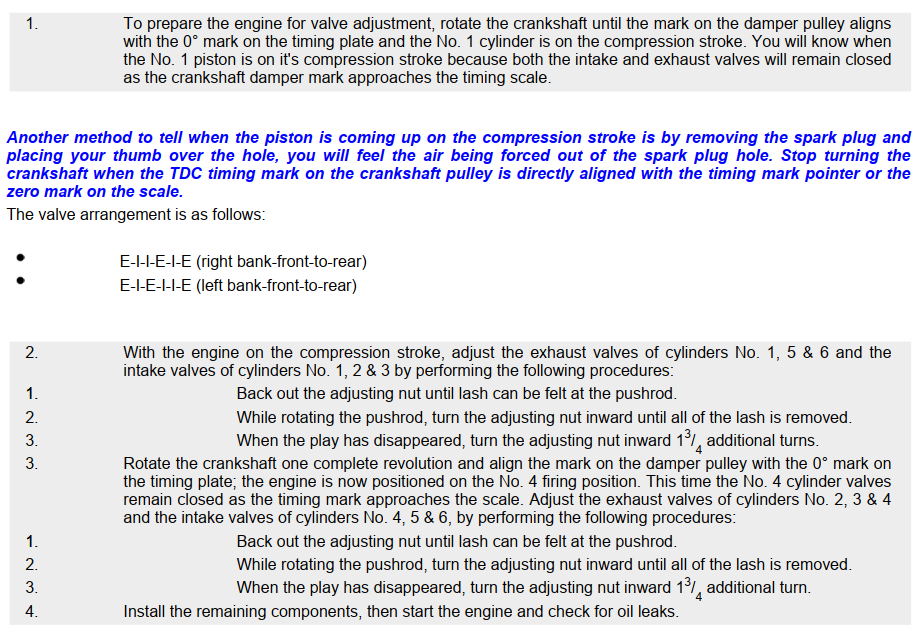 1. To prepare the engine for valve adjustment, rotate the crankshaft until the mark on the damper pulley aligns
with the 0° mark on the timing plate and the No. 1 cylinder is on the compression stroke. You will know when
the No. 1 piston is on it's compression stroke because both the intake and exhaust valves will remain closed
as the crankshaft damper mark approaches the timing scale.
Another method to tell when the piston is coming up on the compression stroke is by removing the spark plug and
placing your thumb over the hole, you will feel the air being forced out of the spark plug hole. Stop turning the
crankshaft when the TDC timing mark on the crankshaft pulley is directly aligned with the timing mark pointer or the
zero mark on the scale.
The valve arrangement is as follows:
• E-I-I-E-I-E (right bank-front-to-rear)
• E-I-E-I-I-E (left bank-front-to-rear)
2. With the engine on the compression stroke, adjust the exhaust valves of cylinders No. 1, 5 & 6 and the
intake valves of cylinders No. 1, 2 & 3 by performing the following procedures:
1. Back out the adjusting nut until lash can be felt at the pushrod.
2. While rotating the pushrod, turn the adjusting nut inward until all of the lash is removed.
3. When the play has disappeared, turn the adjusting nut inward 1 3/4 additional turns.
3. Rotate the crankshaft one complete revolution and align the mark on the damper pulley with the 0° mark on
the timing plate; the engine is now positioned on the No. 4 firing position. This time the No. 4 cylinder valves
remain closed as the timing mark approaches the scale. Adjust the exhaust valves of cylinders No. 2, 3 & 4
and the intake valves of cylinders No. 4, 5 & 6, by performing the following procedures:
1. Back out the adjusting nut until lash can be felt at the pushrod.
2. While rotating the pushrod, turn the adjusting nut inward until all of the lash is removed.
3. When the play has disappeared, turn the adjusting nut inward 1 3/4 additional turn.
4. Install the remaining components, then start the engine and check for oil leaks.